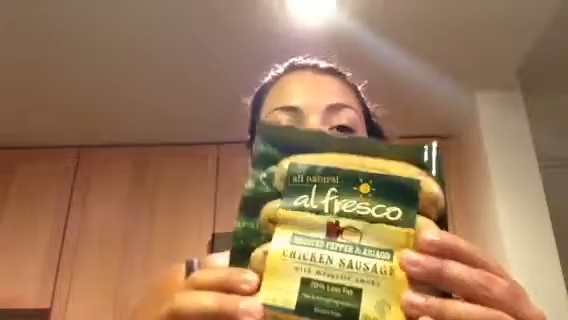 all natural
al fresco
ROASTED PEPPER & ASIAGO
CHICKEN SAUSAGE
with mesquite smoke
70% Less Fat